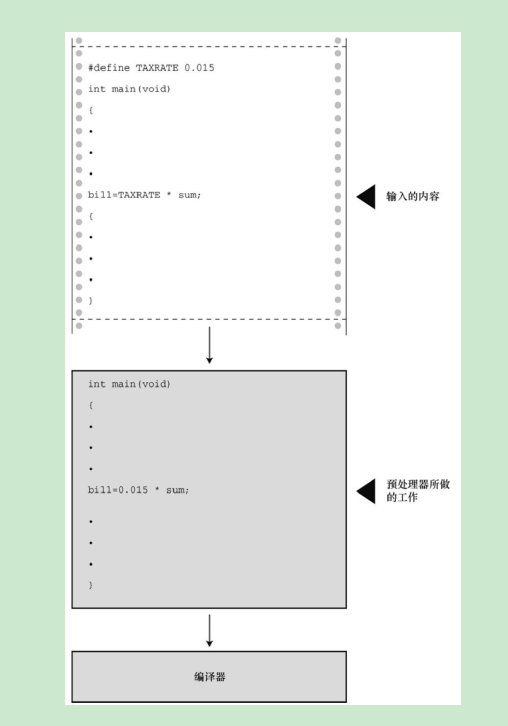 #define TAXRATE 0.015
int main(void)
{
•
•
•
bill=TAXRATE * sum;
{
•
•
•
}
输入的内容
int main(void)
{
•
•
•
bill=0.015 * sum;
•
•
•
}
预处理器所做
的工作
编译器